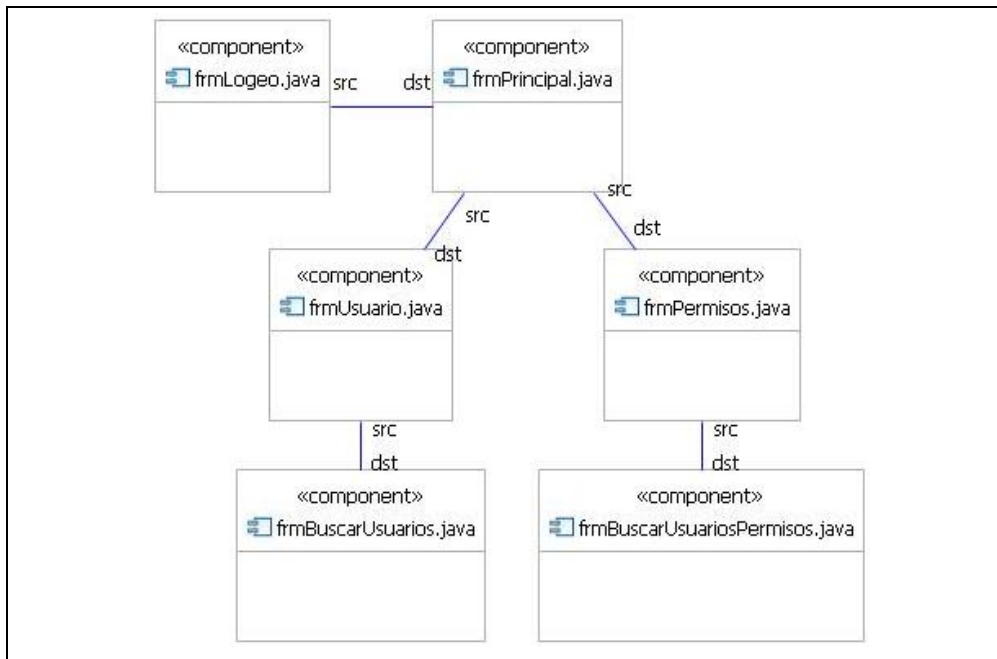 «component»
frmLogeo.java
src
dst
«component»
frmPrincipal.java
src
dst
src
dst
«component»
frmUsuario.java
«component»
frmPermisos.java
src
dst
src
dst
«component»
frmBuscarUsuarios.java
«component»
frmBuscarUsuariosPermisos.java